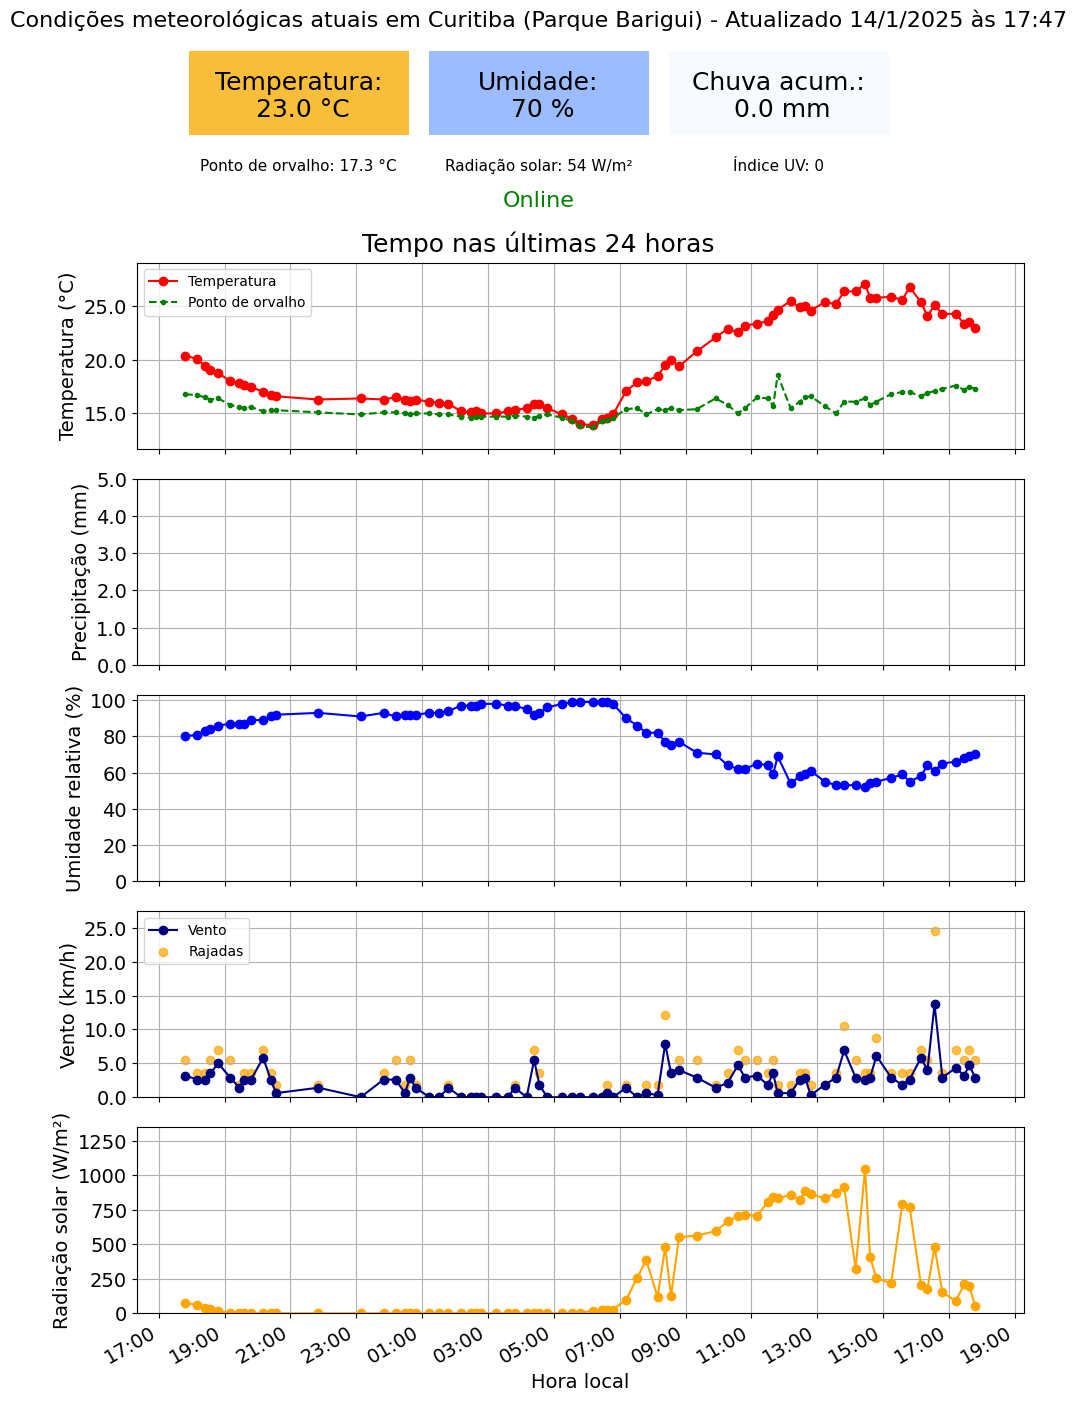 Condições meteorológicas atuais em Curitiba (Parque Barigui) - Atualizado 14/1/2025 às 17:47
Temperatura:
23.0 °C
Umidade:
70 %
Chuva acum.:
0.0 mm
Ponto de orvalho: 17.3 °C
Radiação solar: 54 W/m²
Índice UV: 0
Online
Tempo nas últimas 24 horas
Temperatura (°C)
25.0
20.0
15.0
Temperatura
Ponto de orvalho
Precipitação (mm)
5.0
4.0
3.0
2.0
1.0
0.0
Umidade relativa (%)
100
80
60
40
20
0
Vento (km/h)
25.0
20.0
15.0
10.0
5.0
0.0
Vento
Rajadas
Radiação solar (W/m²)
1250
1000
750
500
250
0
17:00
19:00
21:00
23:00
01:00
03:00
05:00
07:00
09:00
11:00
13:00
15:00
17:00
19:00
Hora local